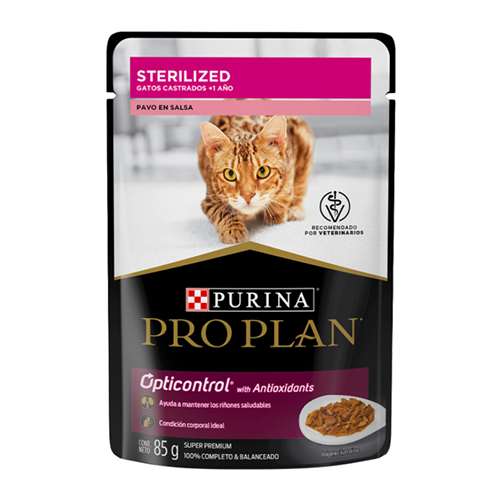 STERILIZED
GATOS CASTRADOS +1 AÑO
PAVO EN SALSA
RECOMENDADO
POR VETERINARIOS
PURINA
PRO PLAN
Opticontrol® with Antioxidants
Ayuda a mantener los riñones saludables
Condición corporal ideal
CONT.
NETO 85 g
SUPER PREMIUM
100% COMPLETO & BALANCEADO